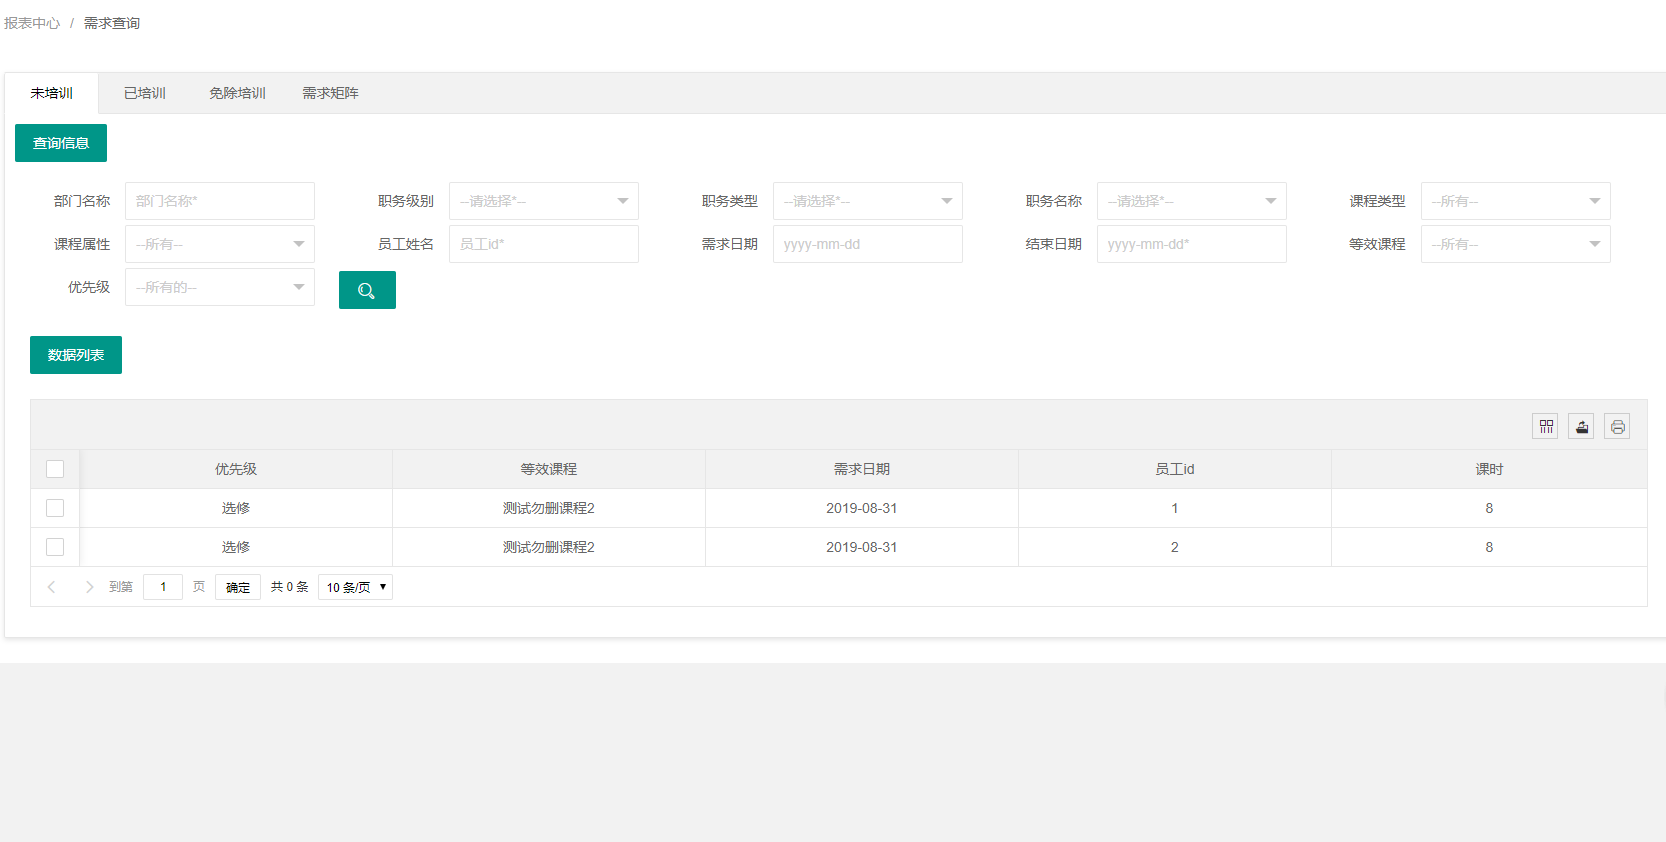 报表中心 / 需求查询
未培训 已培训 免除培训 需求矩阵
查询信息
部门名称 部门名称* 职务级别 --请选择*-- 职务类型 --请选择*-- 职务名称 --请选择*-- 课程类型 --所有--
课程属性 --所有-- 员工姓名 员工id* 需求日期 yyyy-mm-dd 结束日期 yyyy-mm-dd* 等效课程 --所有--
优先级 --所有的--
数据列表
优先级 等效课程 需求日期 员工id 课时
选修 测试勿删课程2 2019-08-31 1 8
选修 测试勿删课程2 2019-08-31 2 8
到第 1 页 确定 共 0 条 10 条/页